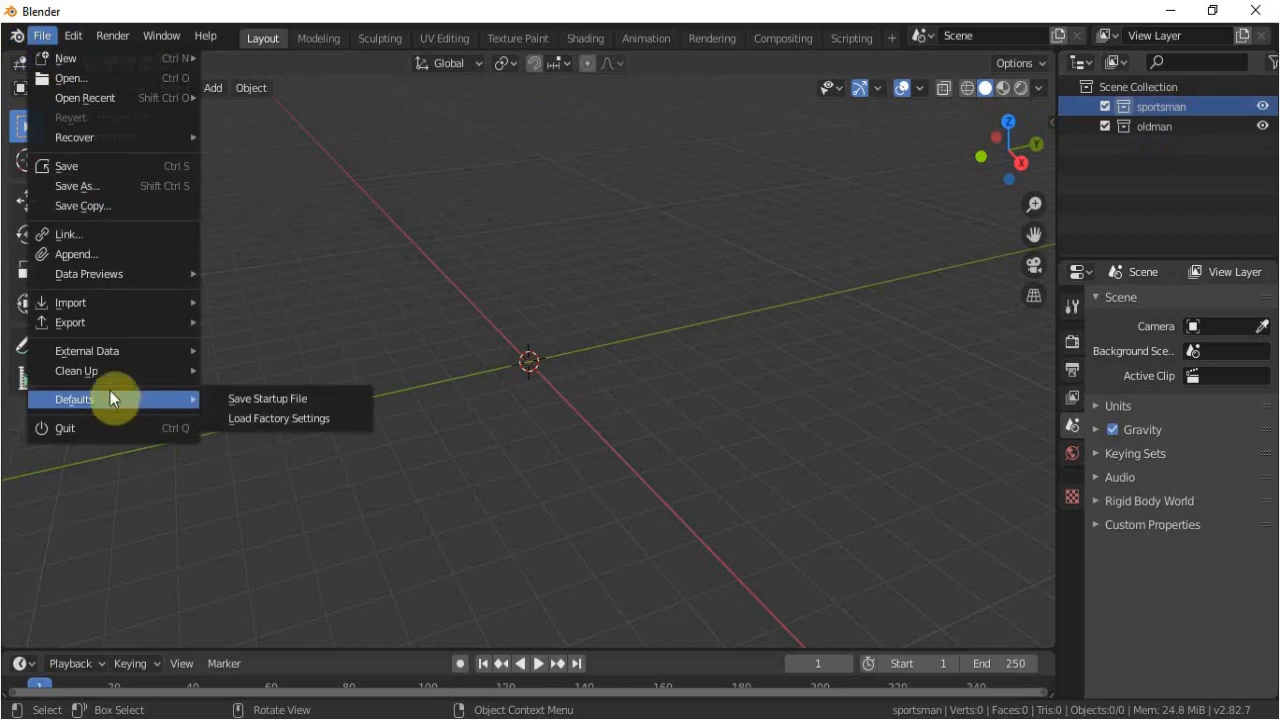 Blender
File Edit Render Window Help Layout Modeling Sculpting UV Editing Texture Paint Shading Animation Rendering Compositing Scripting + Scene View Layer
Global Options
Add Object
New Ctrl N
Open... Ctrl O
Open Recent Shift Ctrl O
Revert
Recover
Save Ctrl S
Save As... Shift Ctrl S
Save Copy...
Link...
Append...
Data Previews
Import
Export
External Data
Clean Up
Defaults
Save Startup File
Load Factory Settings
Quit Ctrl Q
Z
Y
X
Scene Collection
sportsman
oldman
Scene View Layer
Scene
Camera
Background Sce..
Active Clip
Units
Gravity
Keying Sets
Audio
Rigid Body World
Custom Properties
Playback Keying View Marker 1 Start 1 End 250
1 20 60 80 100 120 140 160 180 200 220 240
Select Box Select Rotate View Object Context Menu sportsman | Verts:0 | Faces:0 | Tris:0 | Objects:0/0 | Mem: 24.8 MiB | v2.82.7